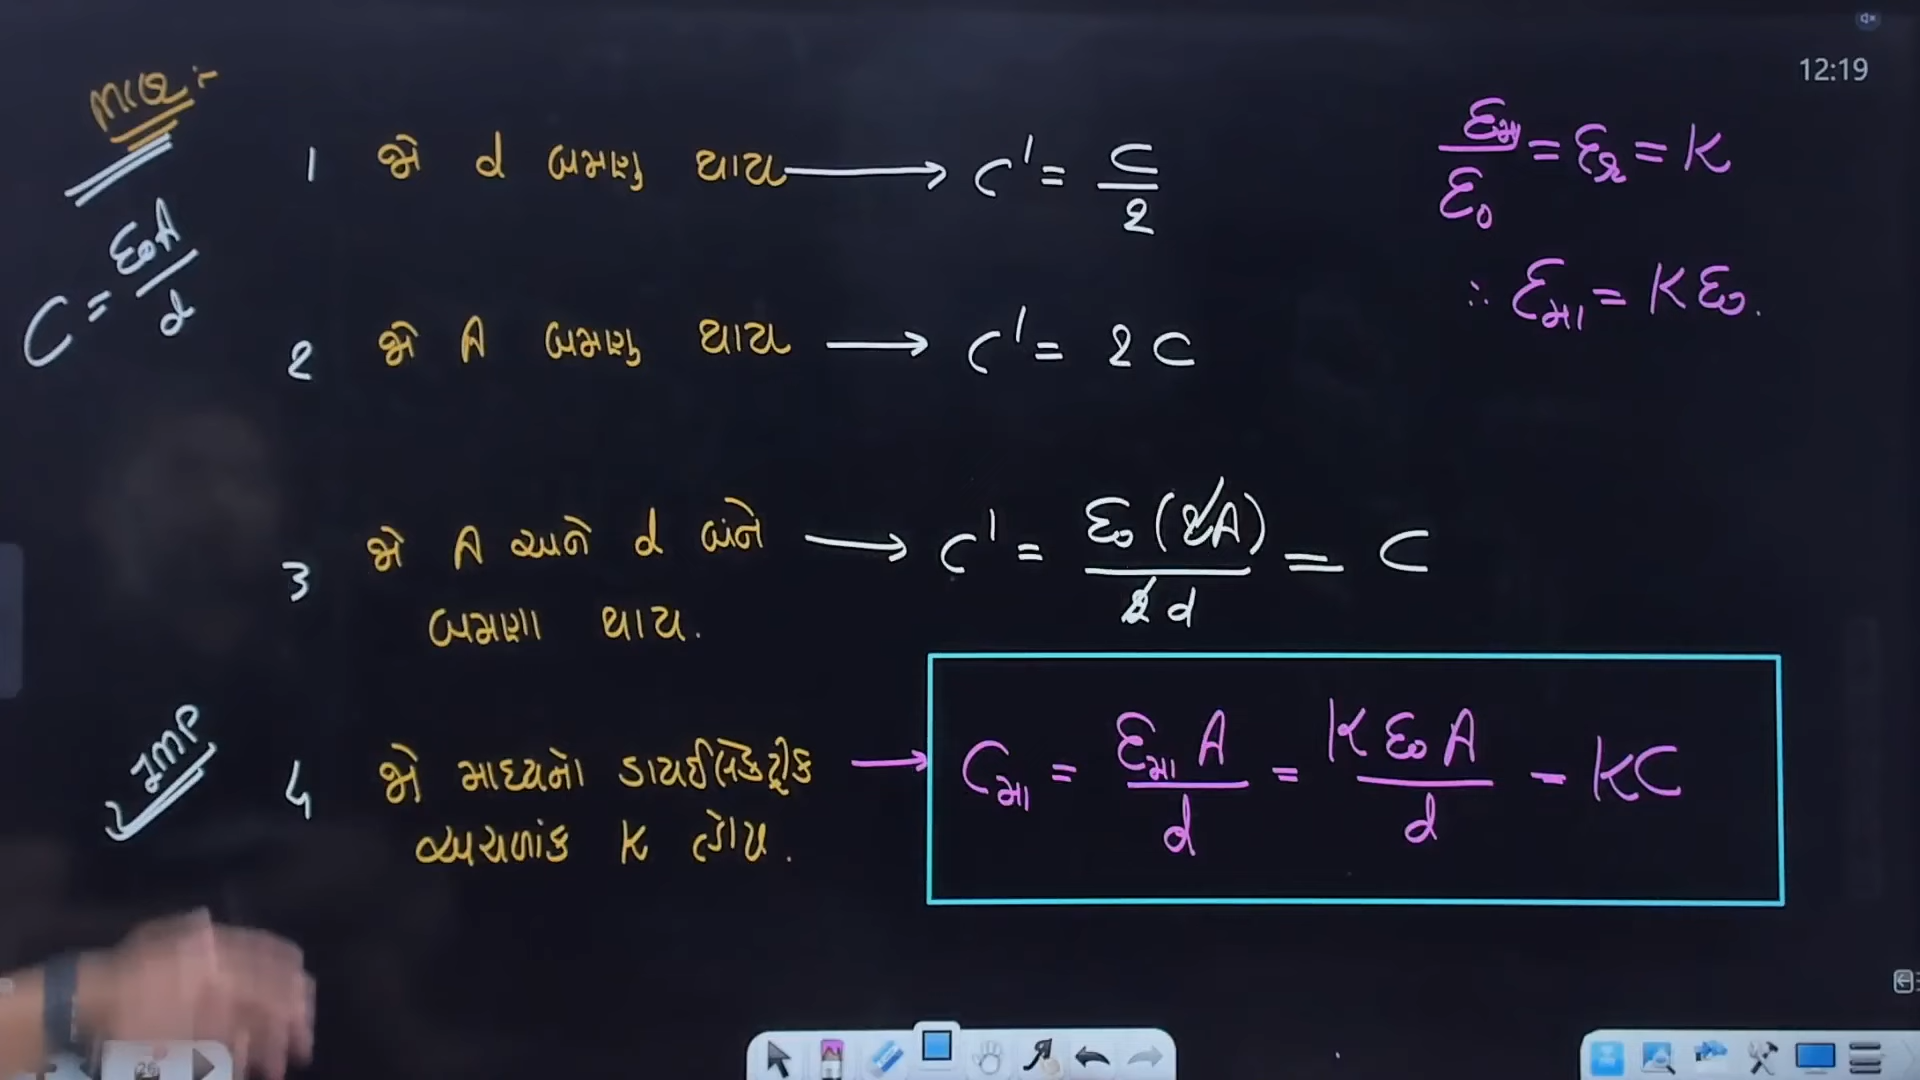 12:19
MCQ :-
C = ε₀A/d
1 જો d બમણુ થાય → C' = C/2
2 જો A બમણુ થાય → C' = 2C
3 જો A અને d બંને → C' = ε₀(2A)/2d = C
બમણા થાય.
IMP
4 જો માધ્યમનો ડાયઈલેક્ટ્રીક → Cમા = εમા A/d = Kε₀A/d = KC
અચળાંક K હોય.
εમા/ε₀ = εr = K
∴ εમા = Kε₀.